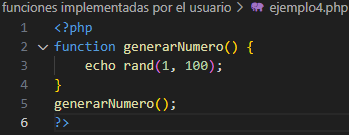 funciones implementadas por el usuario > ejemplo4.php
1 <?php
2 function generarNumero() {
3 echo rand(1, 100);
4 }
5 generarNumero();
6 ?>